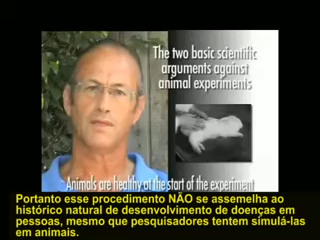 The two basic scientific
arguments against
animal experiments
Animals are healthy at the start of the experiment
Portanto esse procedimento NÃO se assemelha ao
histórico natural de desenvolvimento de doenças em
pessoas, mesmo que pesquisadores tentem simulá-las
em animais.